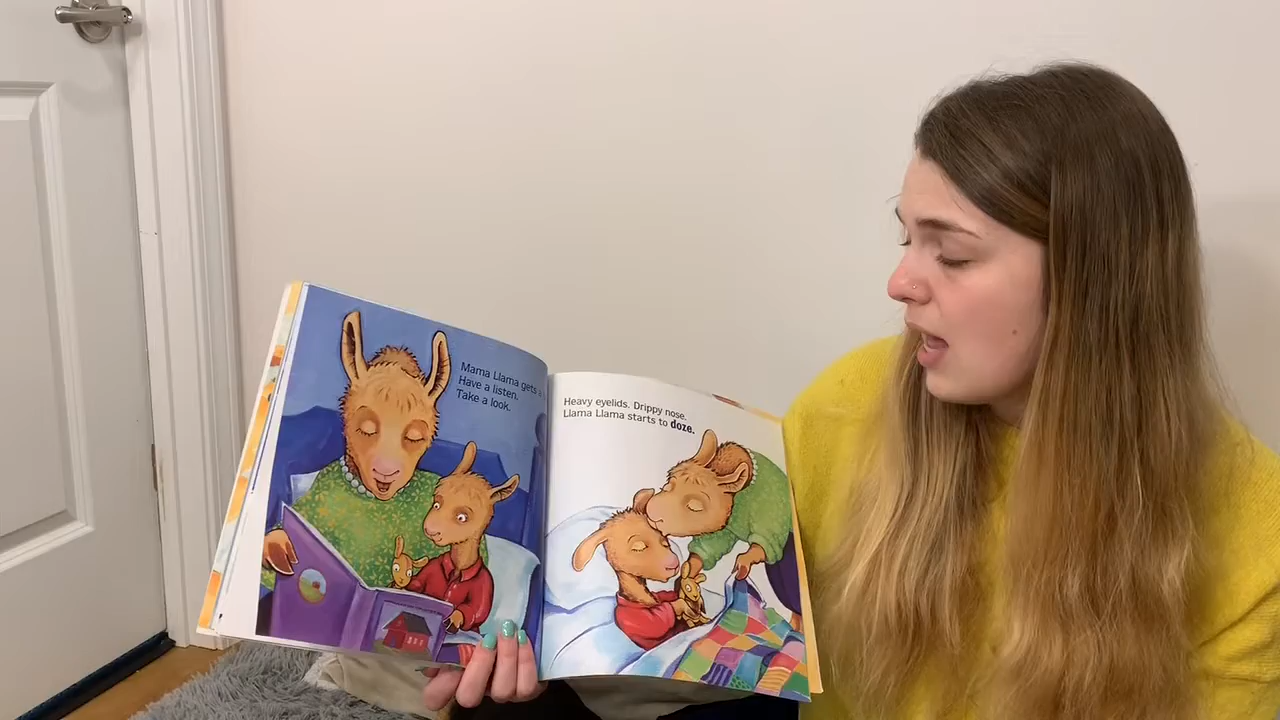 Mama Llama gets a
Have a listen.
Take a look.
Heavy eyelids. Drippy nose.
Llama Llama starts to doze.